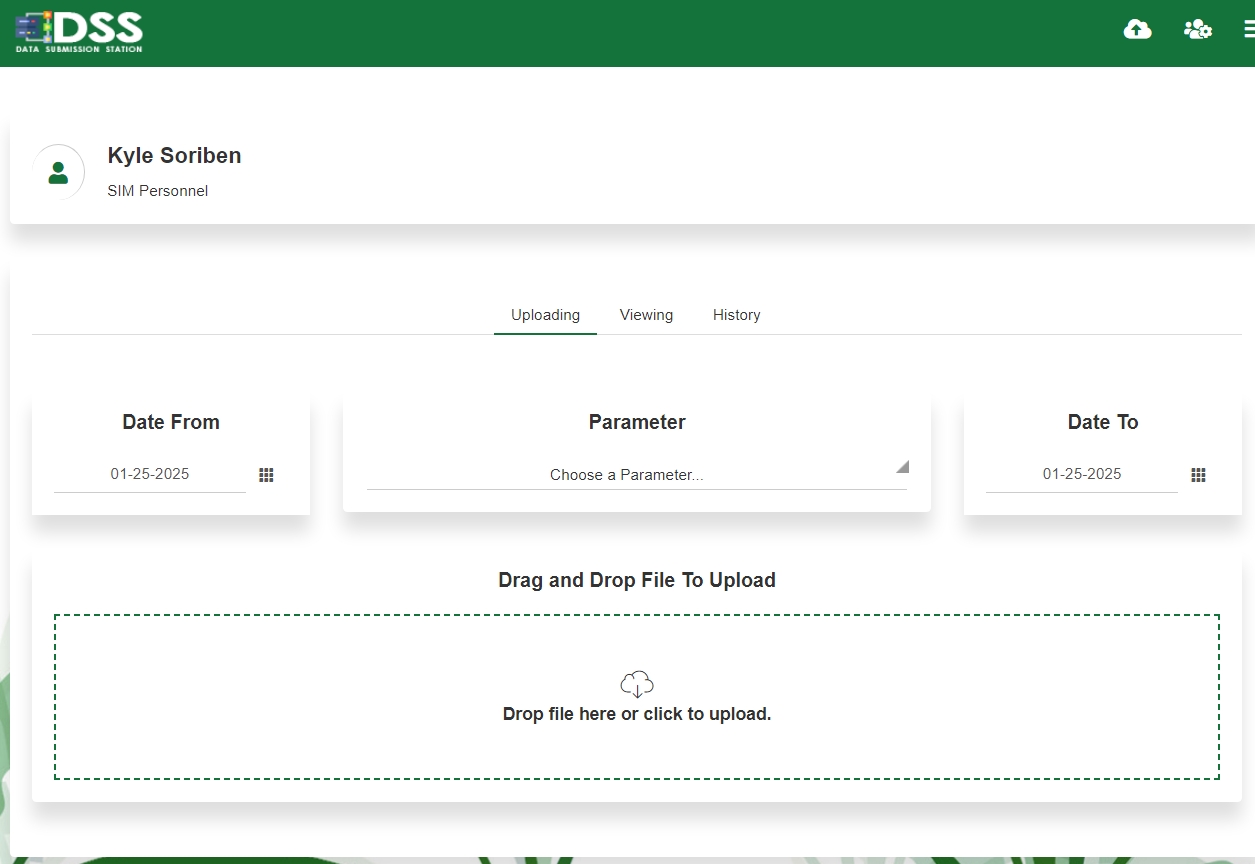 DSS
DATA SUBMISSION STATION
Kyle Soriben
SIM Personnel
Uploading Viewing History
Date From Parameter Date To
01-25-2025 Choose a Parameter... 01-25-2025
Drag and Drop File To Upload
Drop file here or click to upload.